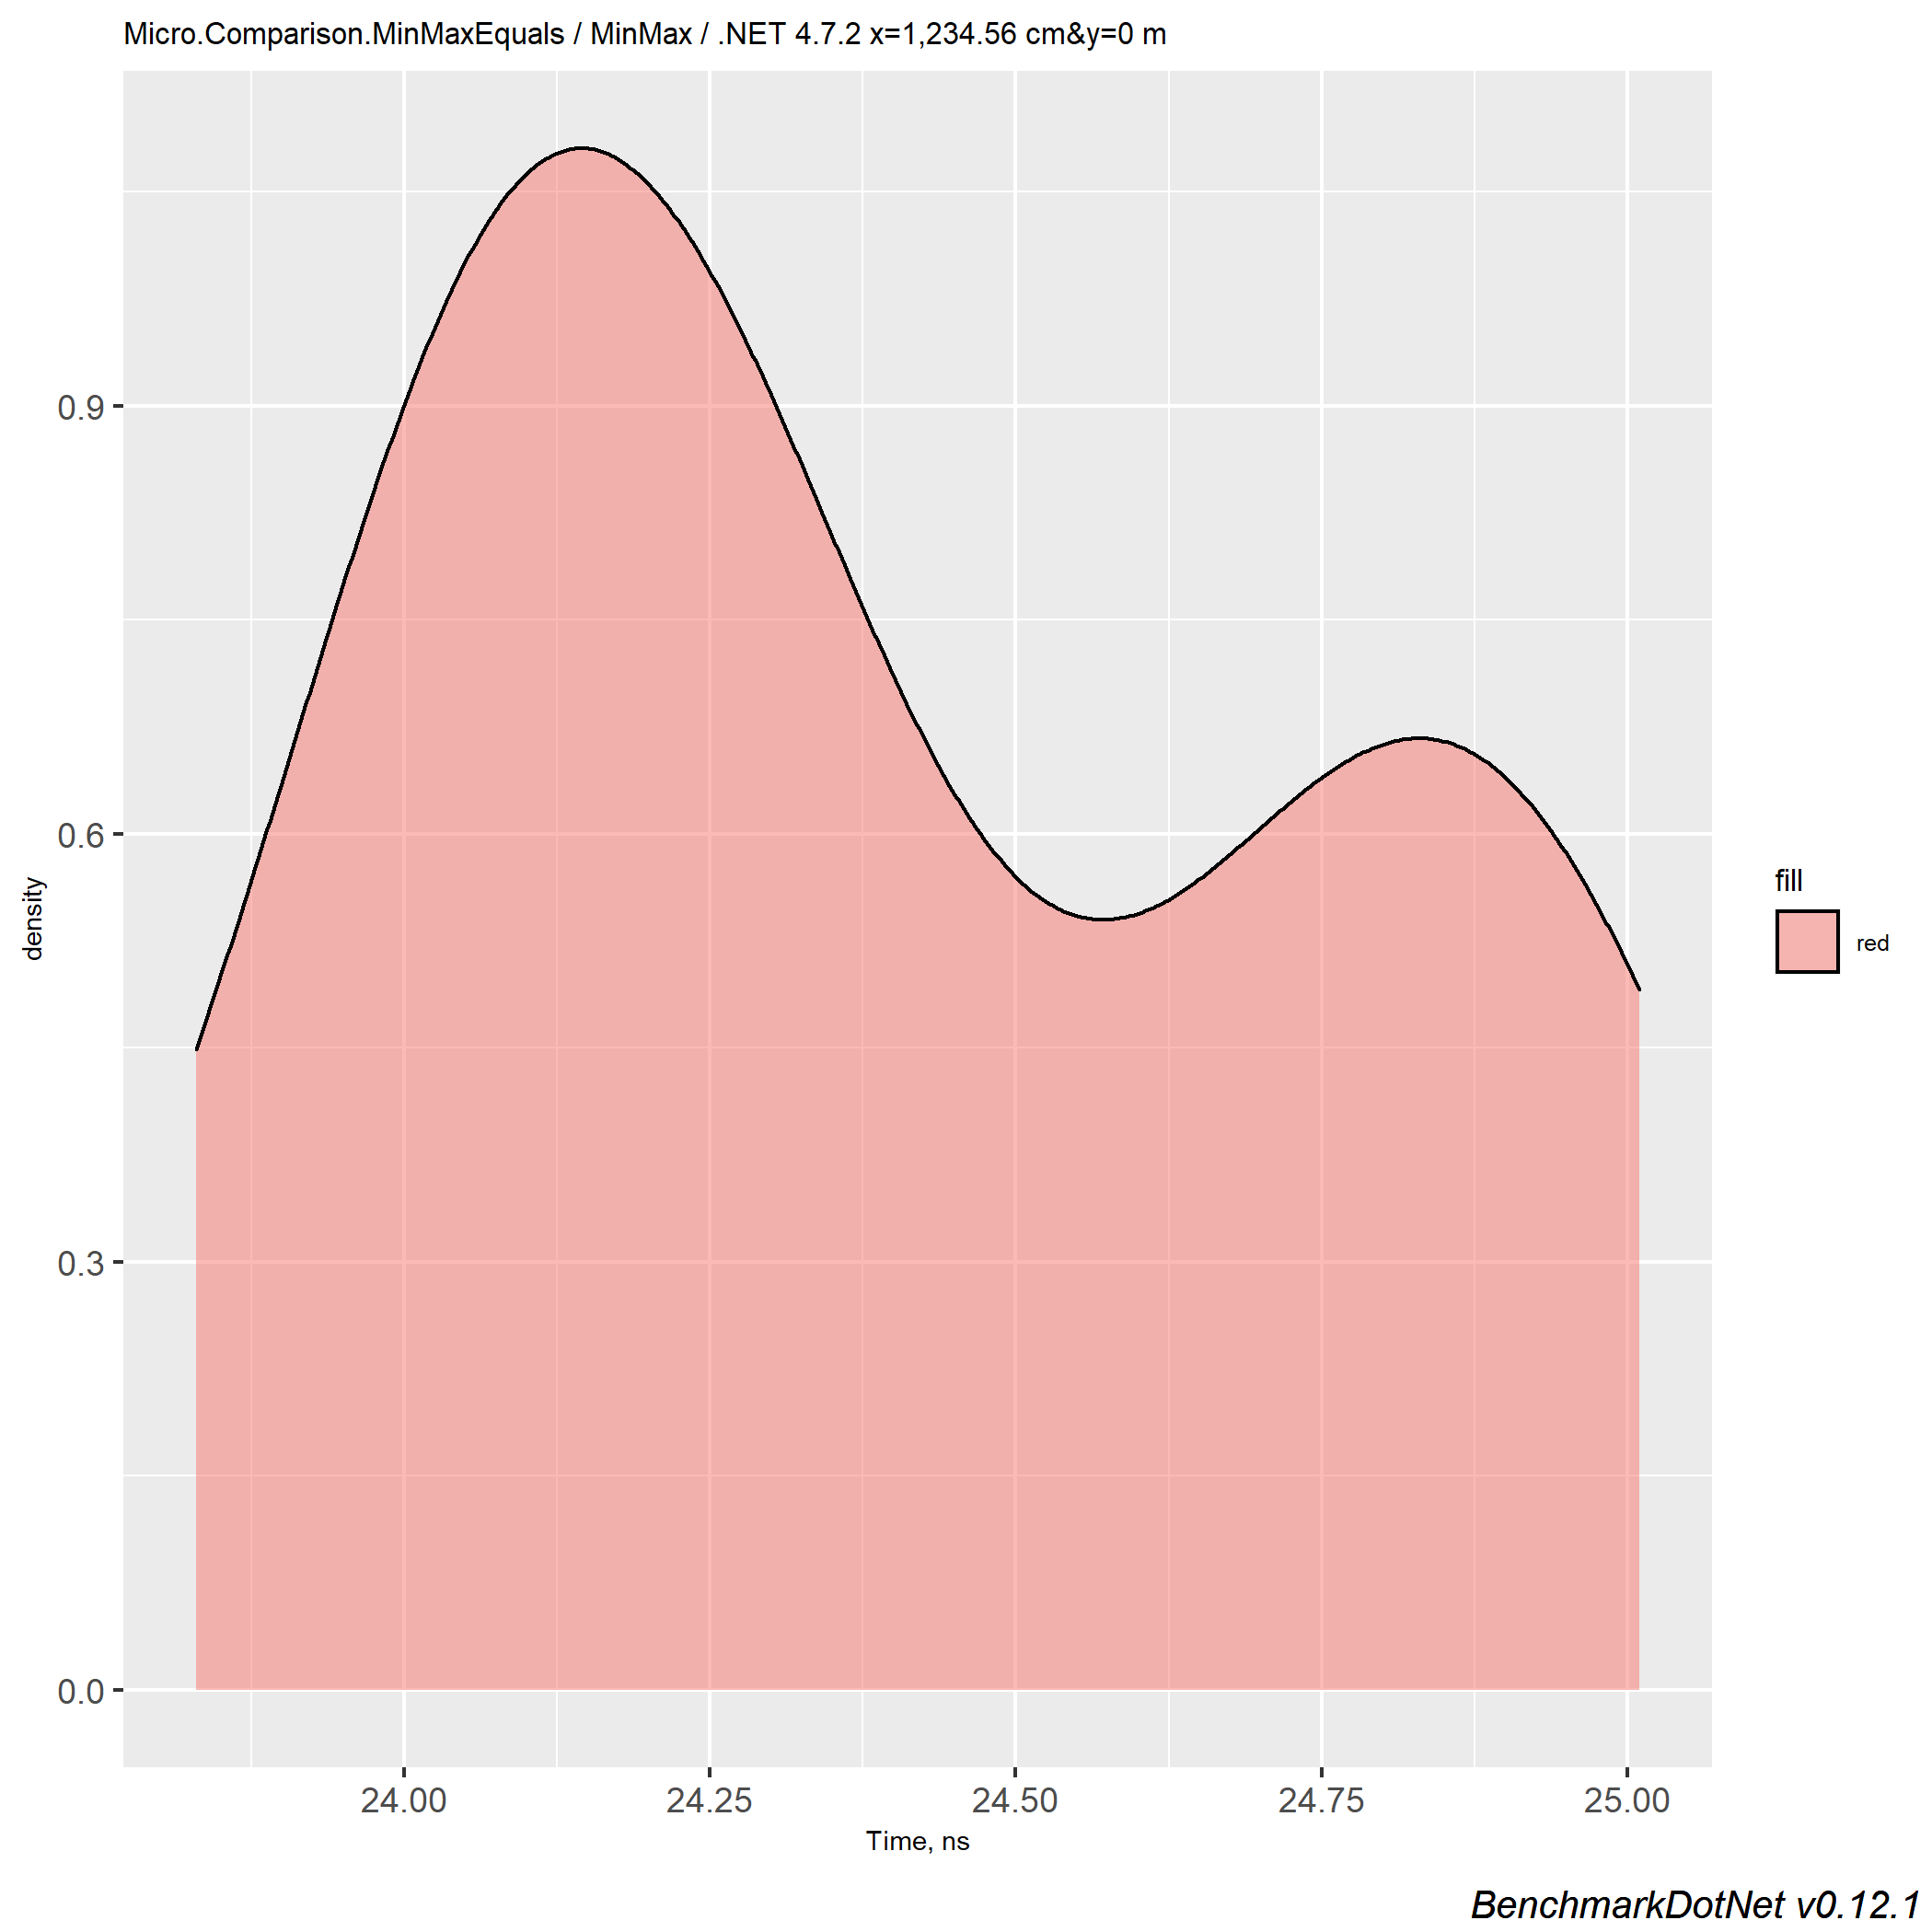 Micro.Comparison.MinMaxEquals / MinMax / .NET 4.7.2 x=1,234.56 cm&y=0 m
0.9
0.6
0.3
0.0
density
24.00 24.25 24.50 24.75 25.00
Time, ns
fill
red
BenchmarkDotNet v0.12.1